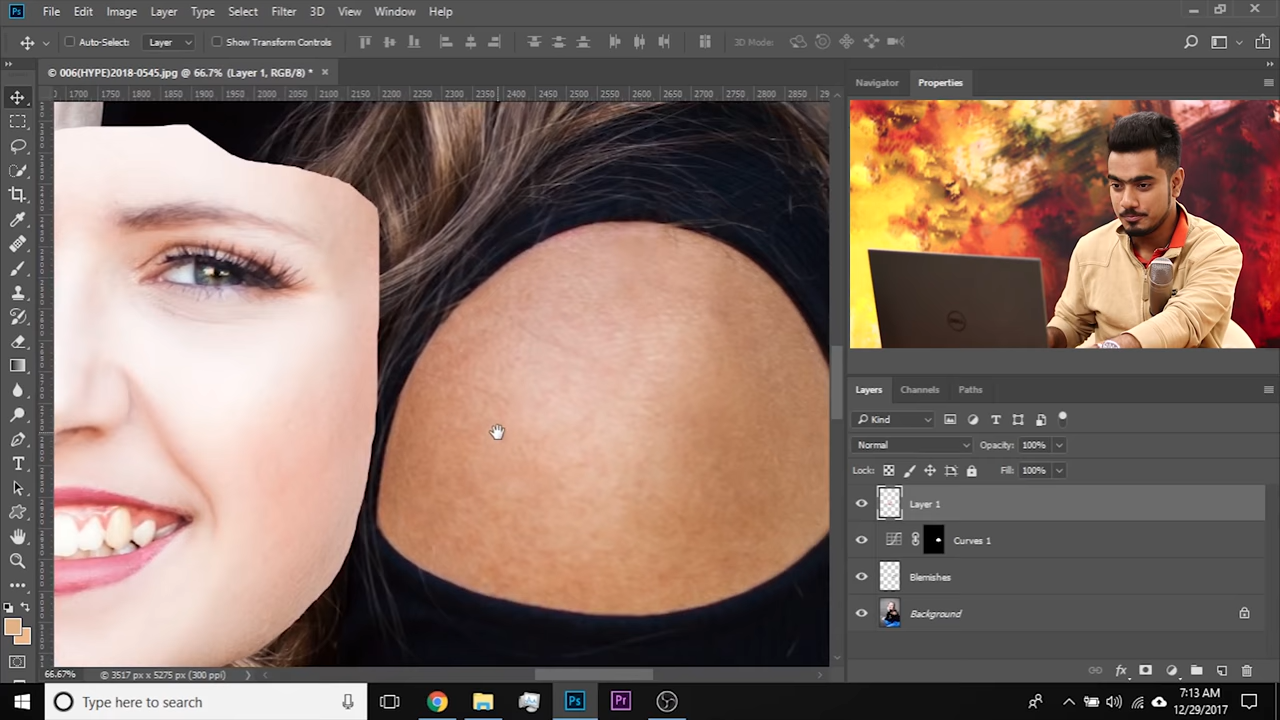 Ps File Edit Image Layer Type Select Filter 3D View Window Help
Auto-Select: Layer Show Transform Controls 3D Mode:
© 006(HYPE)2018-0545.jpg @ 66.7% (Layer 1, RGB/8) * ×
1700 1750 1800 1850 1900 1950 2000 2050 2100 2150 2200 2250 2300 2350 2400 2450 2500 2550 2600 2650 2700 2750 2800 2850
Navigator Properties
DELL
Layers Channels Paths
Kind
Normal Opacity: 100%
Lock: Fill: 100%
Layer 1
Curves 1
Blemishes
Background
66.67% © 3517 px x 5275 px (300 ppi)
Type here to search
Ps Pr
7:13 AM
12/29/2017